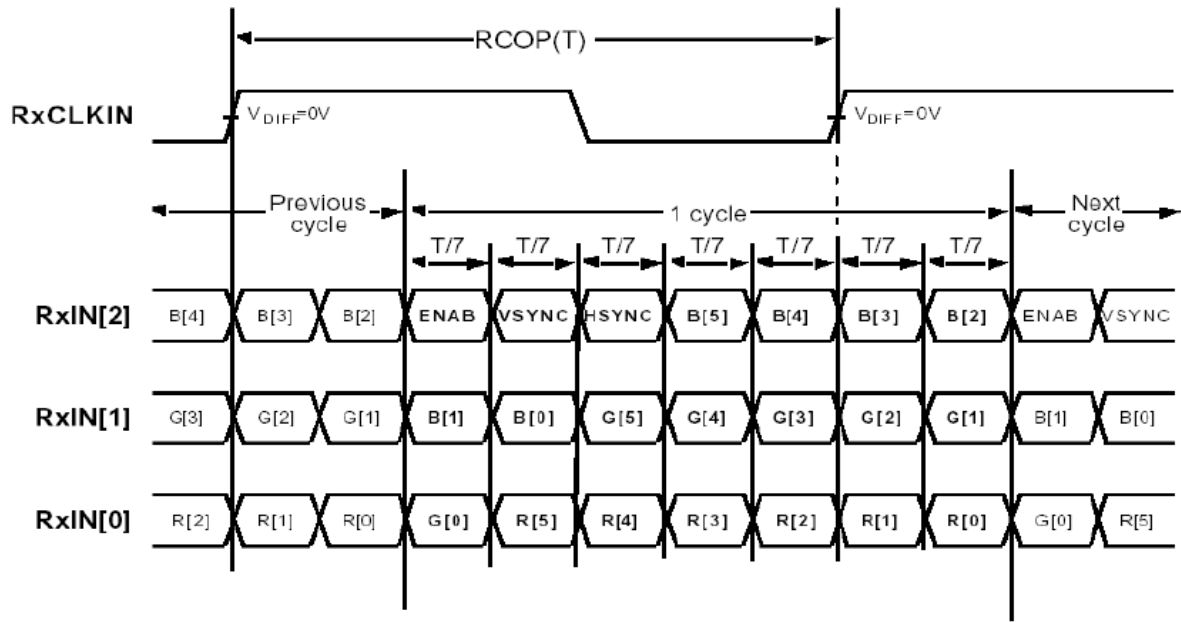 RCOP(T)
RxCLKIN
V DIFF=0V
V DIFF=0V
Previous
cycle
1 cycle
Next
cycle
T/7 T/7 T/7 T/7 T/7 T/7 T/7
RxIN[2] B[4] B[3] B[2] ENAB VSYNC HSYNC B[5] B[4] B[3] B[2] ENAB VSYNC
RxIN[1] G[3] G[2] G[1] B[1] B[0] G[5] G[4] G[3] G[2] G[1] B[1] B[0]
RxIN[0] R[2] R[1] R[0] G[0] R[5] R[4] R[3] R[2] R[1] R[0] G[0] R[5]